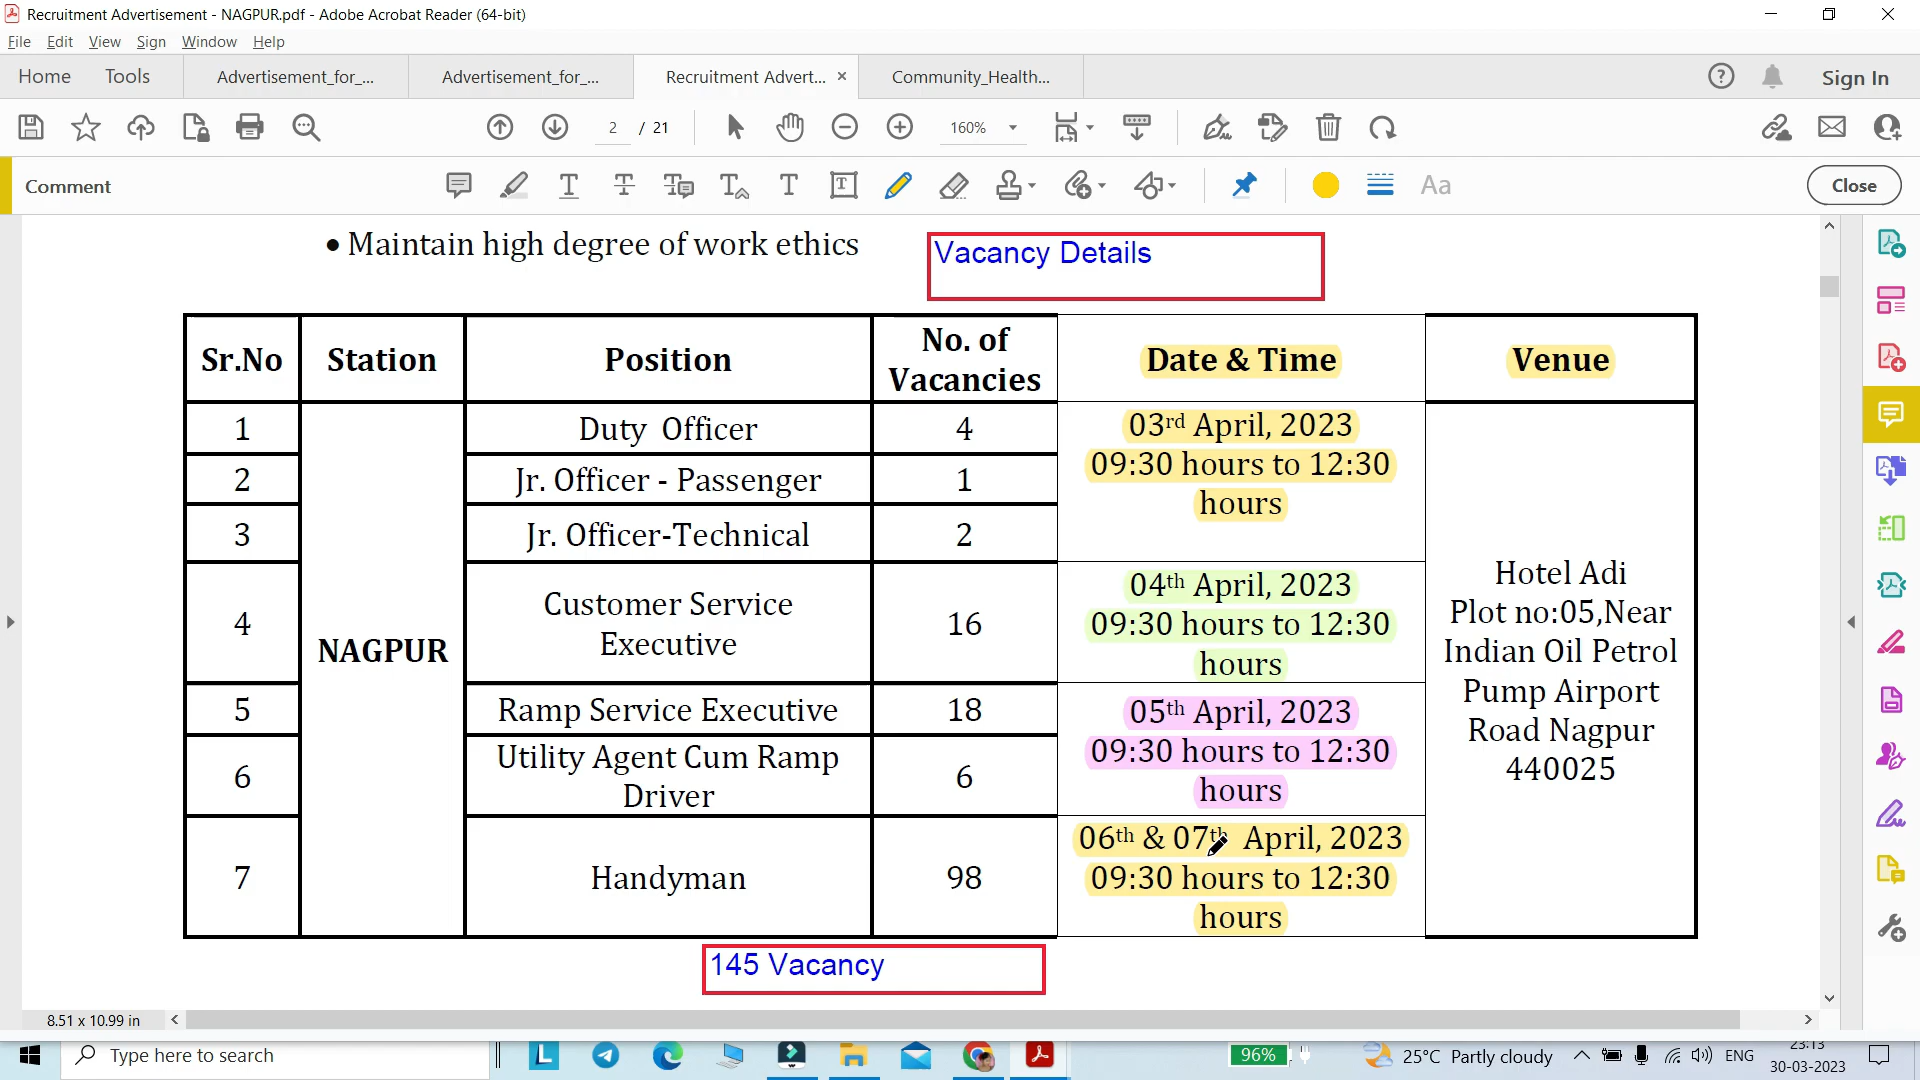 Recruitment Advertisement - NAGPUR.pdf - Adobe Acrobat Reader (64-bit)
File Edit View Sign Window Help
Home Tools Advertisement_for_... Advertisement_for_... Recruitment Advert... × Community_Health... Sign In
2 / 21 160%
Comment Close
• Maintain high degree of work ethics
Vacancy Details
Sr.No Station Position No. of Vacancies Date & Time Venue
1 Duty Officer 4
2 Jr. Officer - Passenger 1
3 Jr. Officer-Technical 2
03rd April, 2023
09:30 hours to 12:30
hours
4 Customer Service
Executive 16
04th April, 2023
09:30 hours to 12:30
hours
NAGPUR
5 Ramp Service Executive 18
6 Utility Agent Cum Ramp
Driver 6
05th April, 2023
09:30 hours to 12:30
hours
7 Handyman 98
06th & 07th April, 2023
09:30 hours to 12:30
hours
Hotel Adi
Plot no:05,Near
Indian Oil Petrol
Pump Airport
Road Nagpur
440025
145 Vacancy
8.51 x 10.99 in
Type here to search 96% 25°C Partly cloudy ENG
23:13
30-03-2023